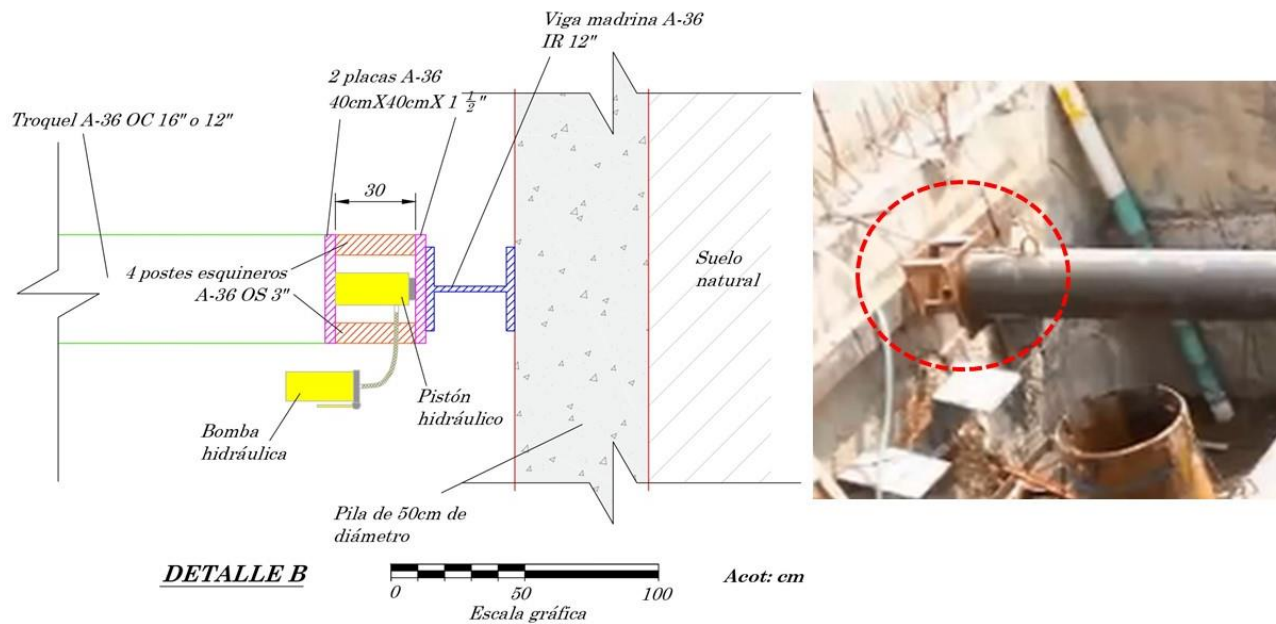 Viga madrina A-36
IR 12"
2 placas A-36
40cmX40cmX 1 1/2"
Troquel A-36 OC 16" o 12"
30
4 postes esquineros
A-36 OS 3"
Suelo
natural
Pistón
hidráulico
Bomba
hidráulica
Pila de 50cm de
diámetro
DETALLE B
0 50 100
Escala gráfica
Acot: cm